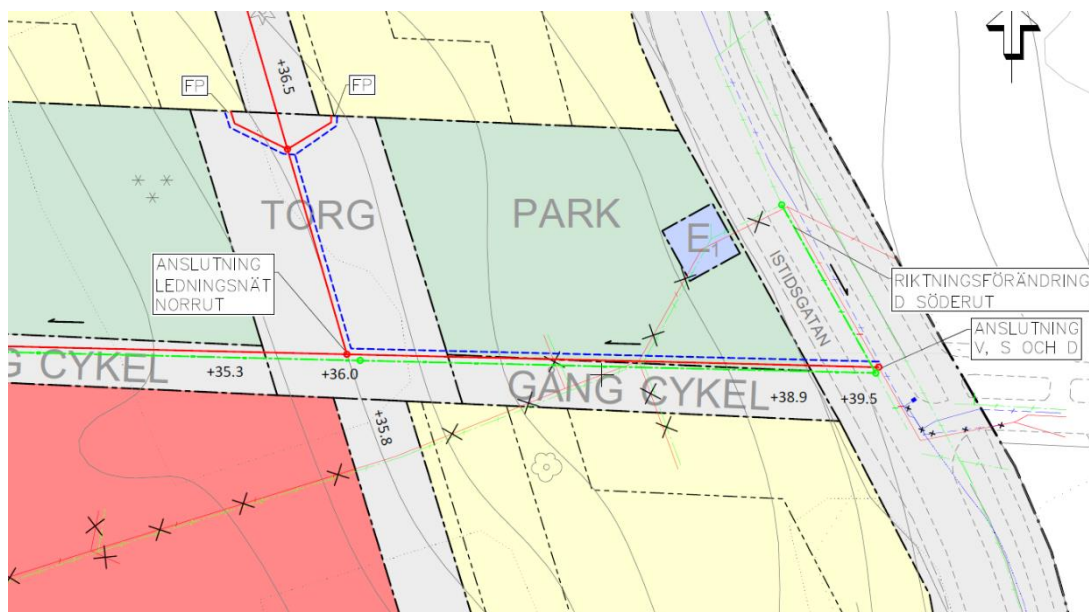 +36.5
FP
FP
TORG
PARK
E1
ISTIDSGATAN
ANSLUTNING
LEDNINGSNÄT
NORRUT
RIKTNINGSFÖRÄNDRING
D SÖDERUT
ANSLUTNING
V, S OCH D
G CYKEL
+35.3
+36.0
GÅNG CYKEL
+38.9
+39.5
+35.8